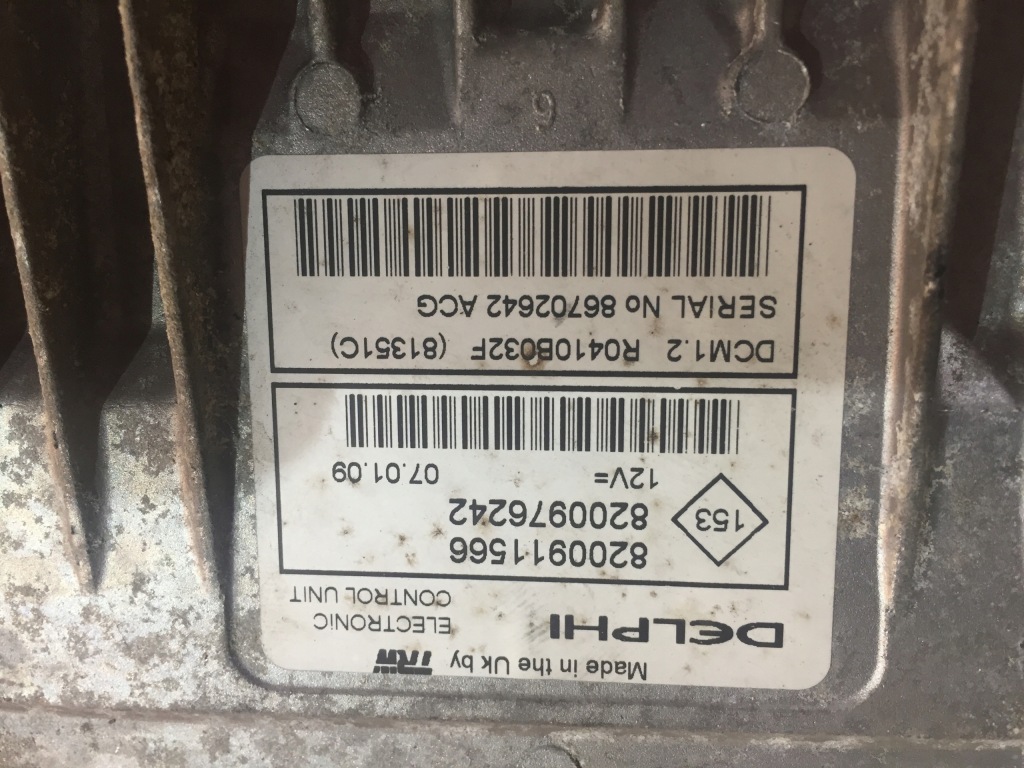 Made in the Uk by TRW
DELPHI
ELECTRONIC
CONTROL UNIT
8200911566
8200976242
153
12V= 07.01.09
DCM1.2 R0410B032F (81351C)
SERIAL No 86702642 ACG
6